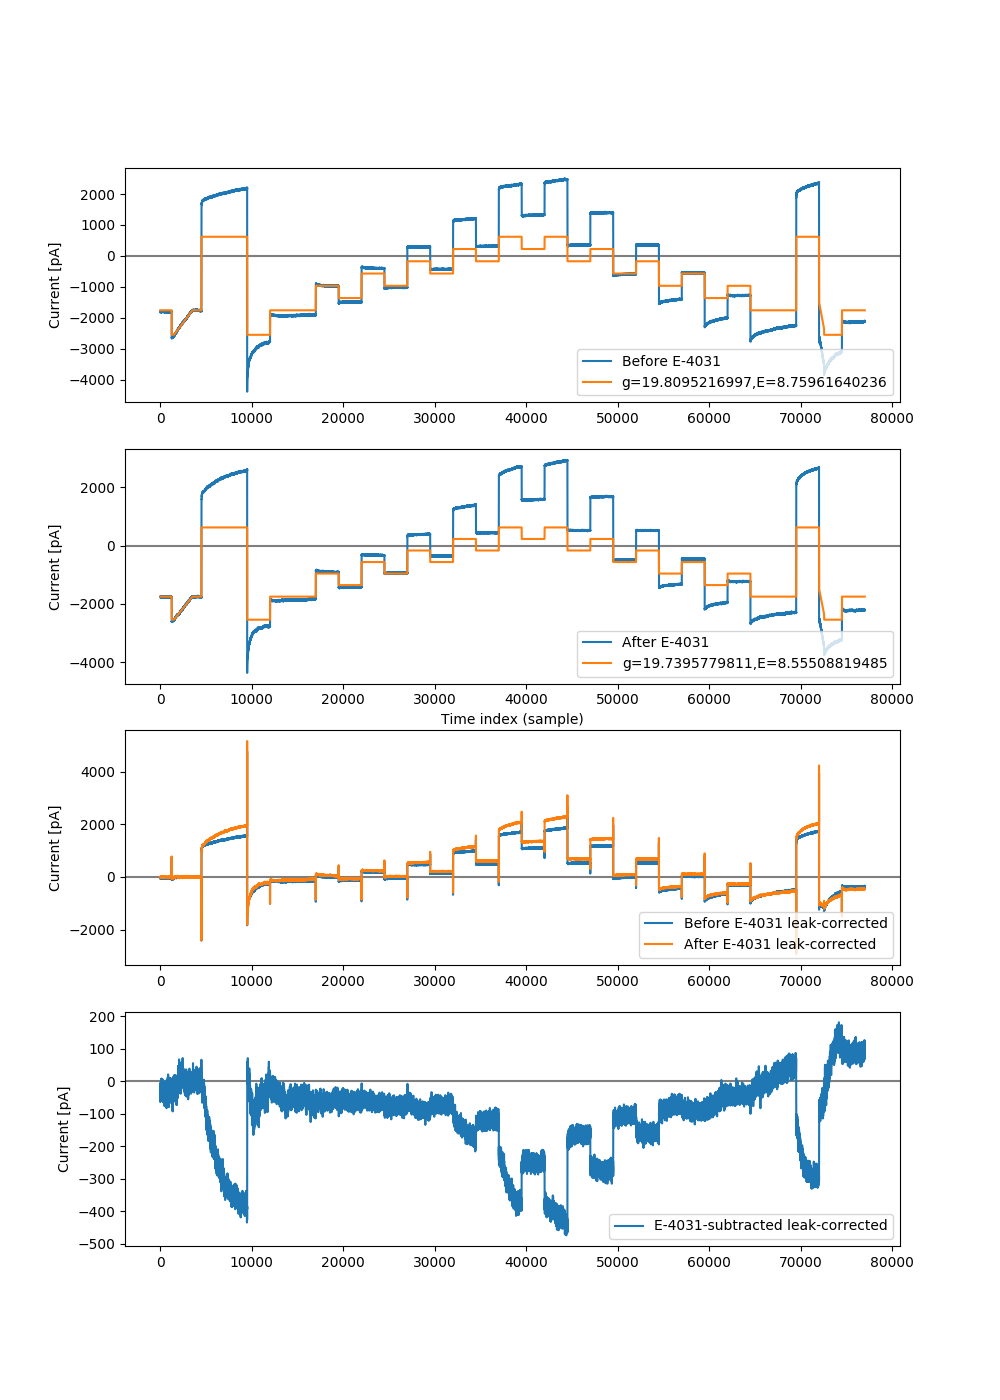 2000
1000
0
−1000
−2000
−3000
−4000
Current [pA]
Before E-4031
g=19.8095216997,E=8.75961640236
0 10000 20000 30000 40000 50000 60000 70000 80000
2000
0
−2000
−4000
Current [pA]
After E-4031
g=19.7395779811,E=8.55508819485
0 10000 20000 30000 40000 50000 60000 70000 80000
Time index (sample)
4000
2000
0
−2000
Current [pA]
Before E-4031 leak-corrected
After E-4031 leak-corrected
0 10000 20000 30000 40000 50000 60000 70000 80000
200
100
0
−100
−200
−300
−400
−500
Current [pA]
E-4031-subtracted leak-corrected
0 10000 20000 30000 40000 50000 60000 70000 80000